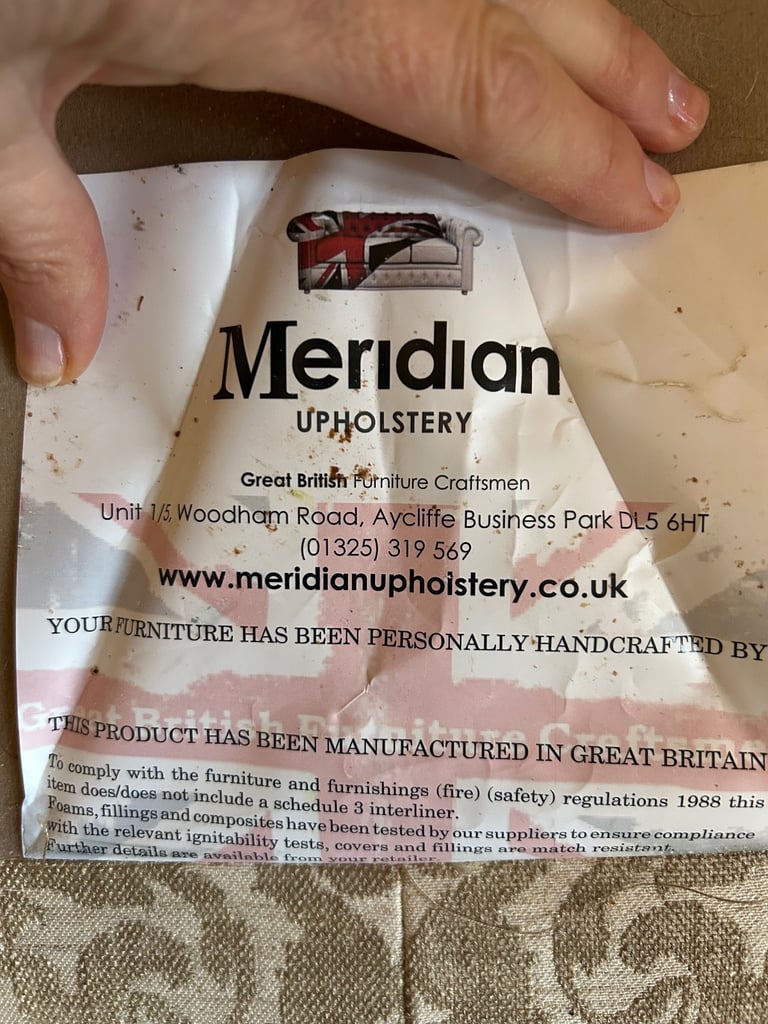 Meridian
UPHOLSTERY
Great British Furniture Craftsmen
Unit 1/5, Woodham Road, Aycliffe Business Park DL5 6HT
(01325) 319 569
www.meridianupholstery.co.uk
YOUR FURNITURE HAS BEEN PERSONALLY HANDCRAFTED BY
Great British Furniture Craftsm
THIS PRODUCT HAS BEEN MANUFACTURED IN GREAT BRITAIN
To comply with the furniture and furnishings (fire) (safety) regulations 1988 this
item does/does not include a schedule 3 interliner.
Foams, fillings and composites have been tested by our suppliers to ensure compliance
with the relevant ignitability tests, covers and fillings are match resistant.
Further details are available from your retailer.